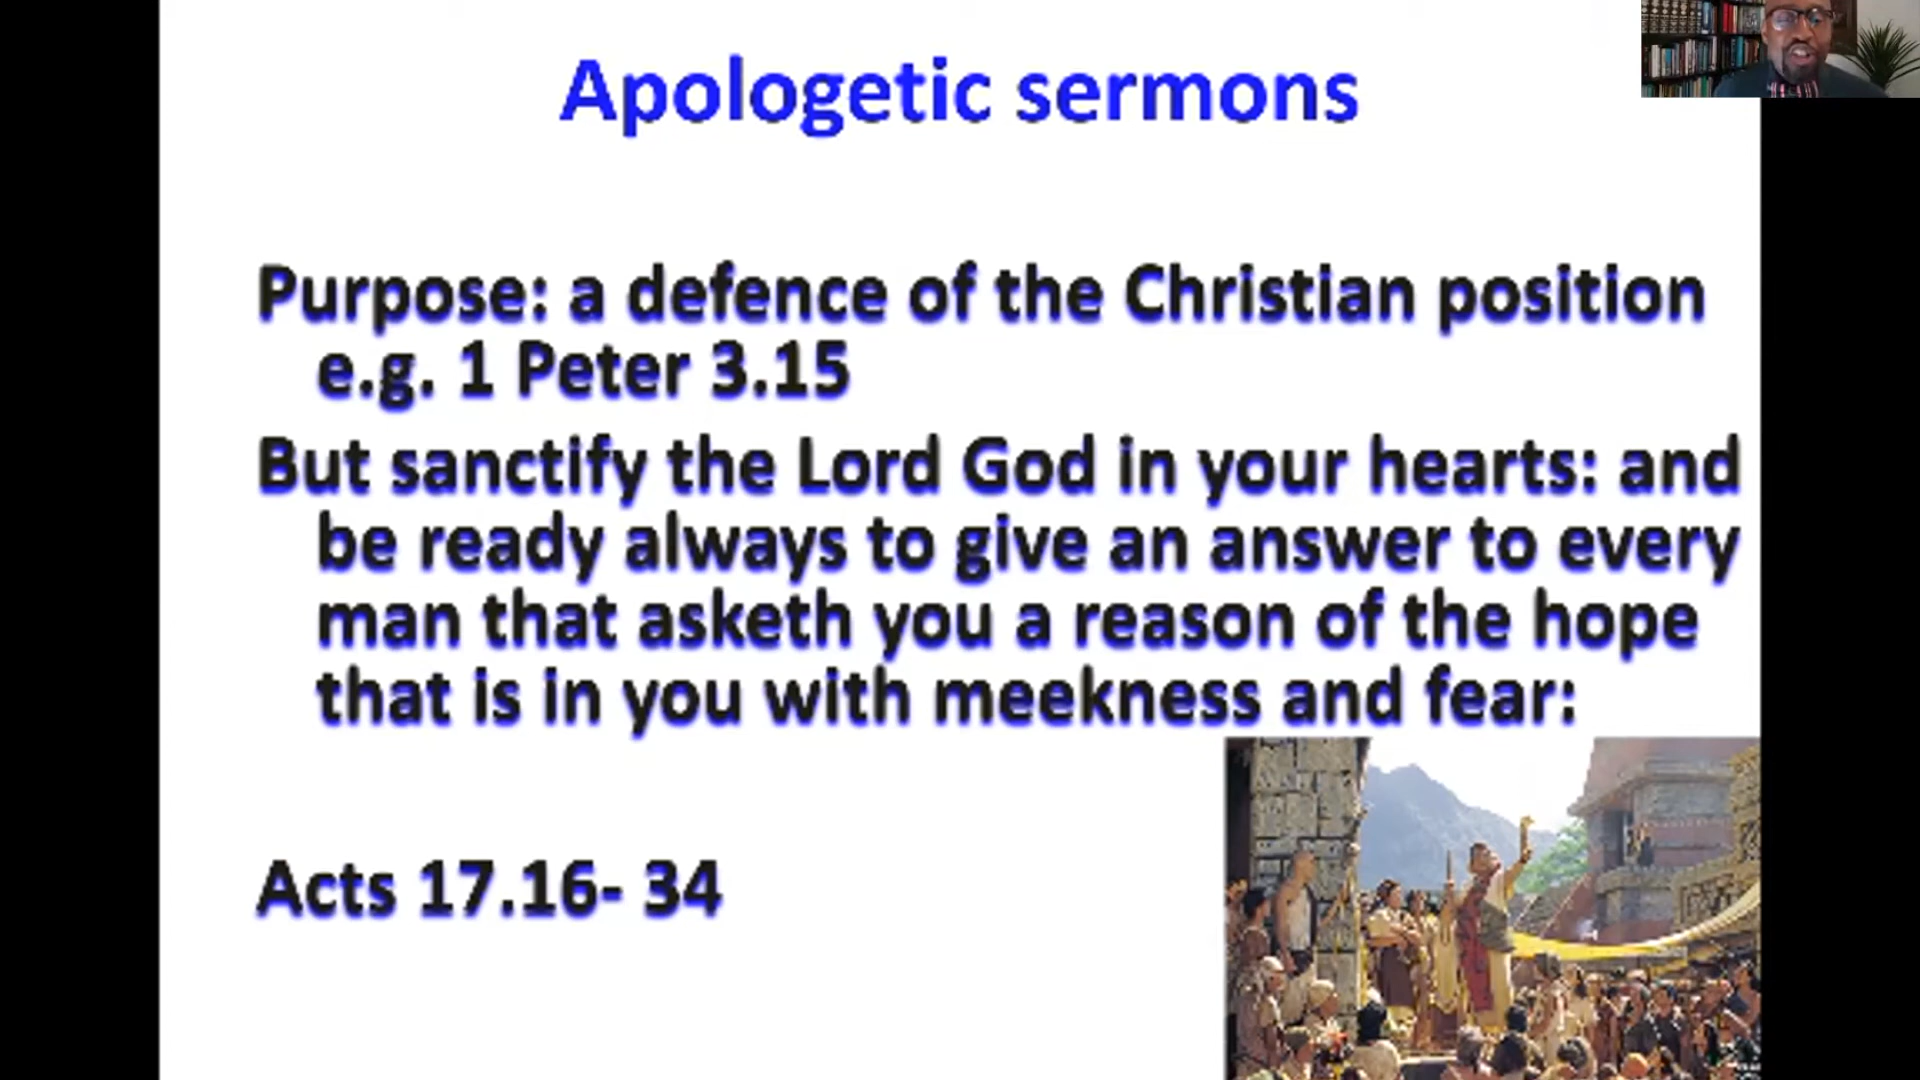 Apologetic sermons
Purpose: a defence of the Christian position
e.g. 1 Peter 3.15
But sanctify the Lord God in your hearts: and
be ready always to give an answer to every
man that asketh you a reason of the hope
that is in you with meekness and fear:
Acts 17.16- 34